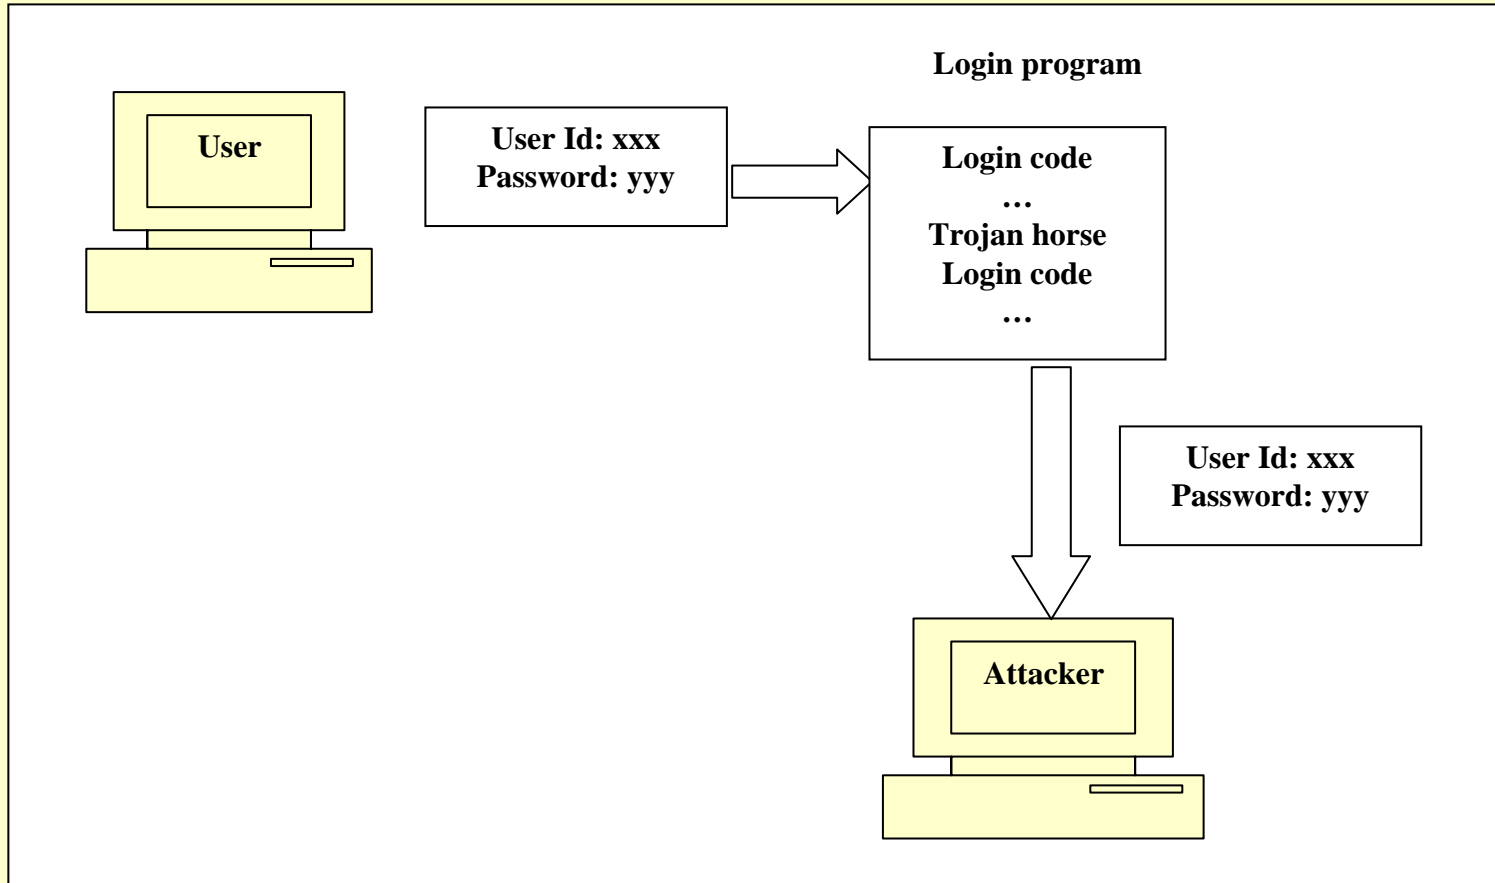 Login program
User
User Id: xxx
Password: yyy
Login code
…
Trojan horse
Login code
…
User Id: xxx
Password: yyy
Attacker